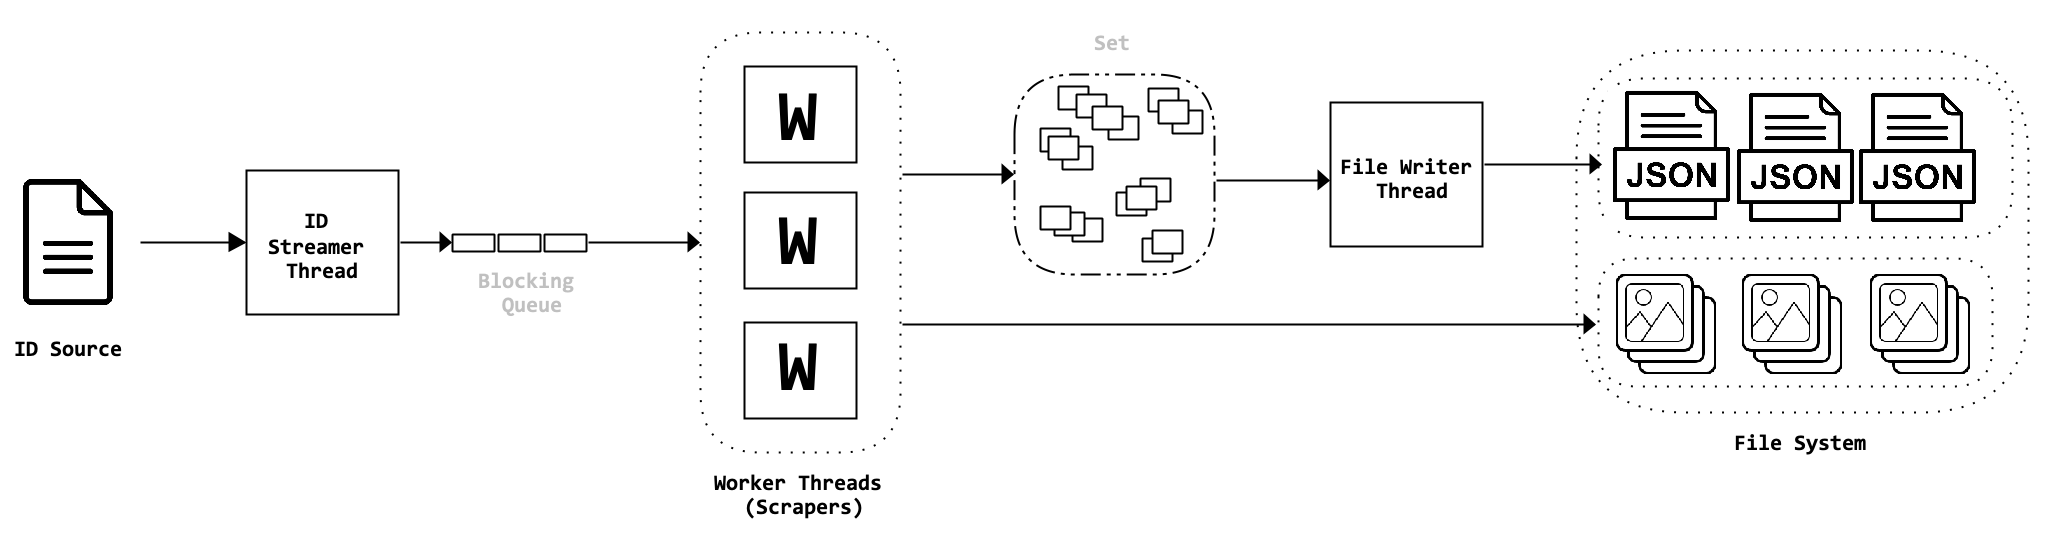 ID Source
ID
Streamer
Thread
Blocking
Queue
W
W
W
Worker Threads
(Scrapers)
Set
File Writer
Thread
JSON
JSON
JSON
File System